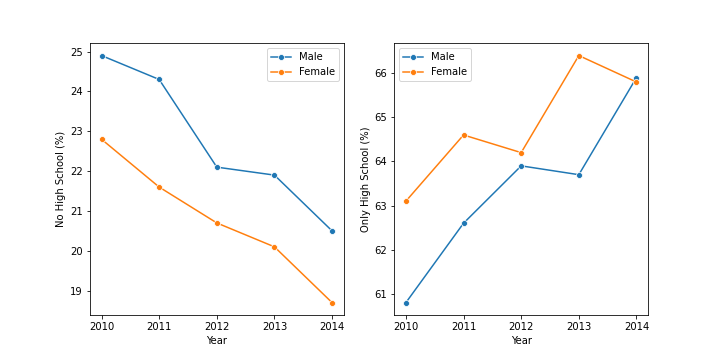 25
24
23
22
21
20
19
No High School (%)
2010 2011 2012 2013 2014
Year
Male
Female
66
65
64
63
62
61
Only High School (%)
2010 2011 2012 2013 2014
Year
Male
Female